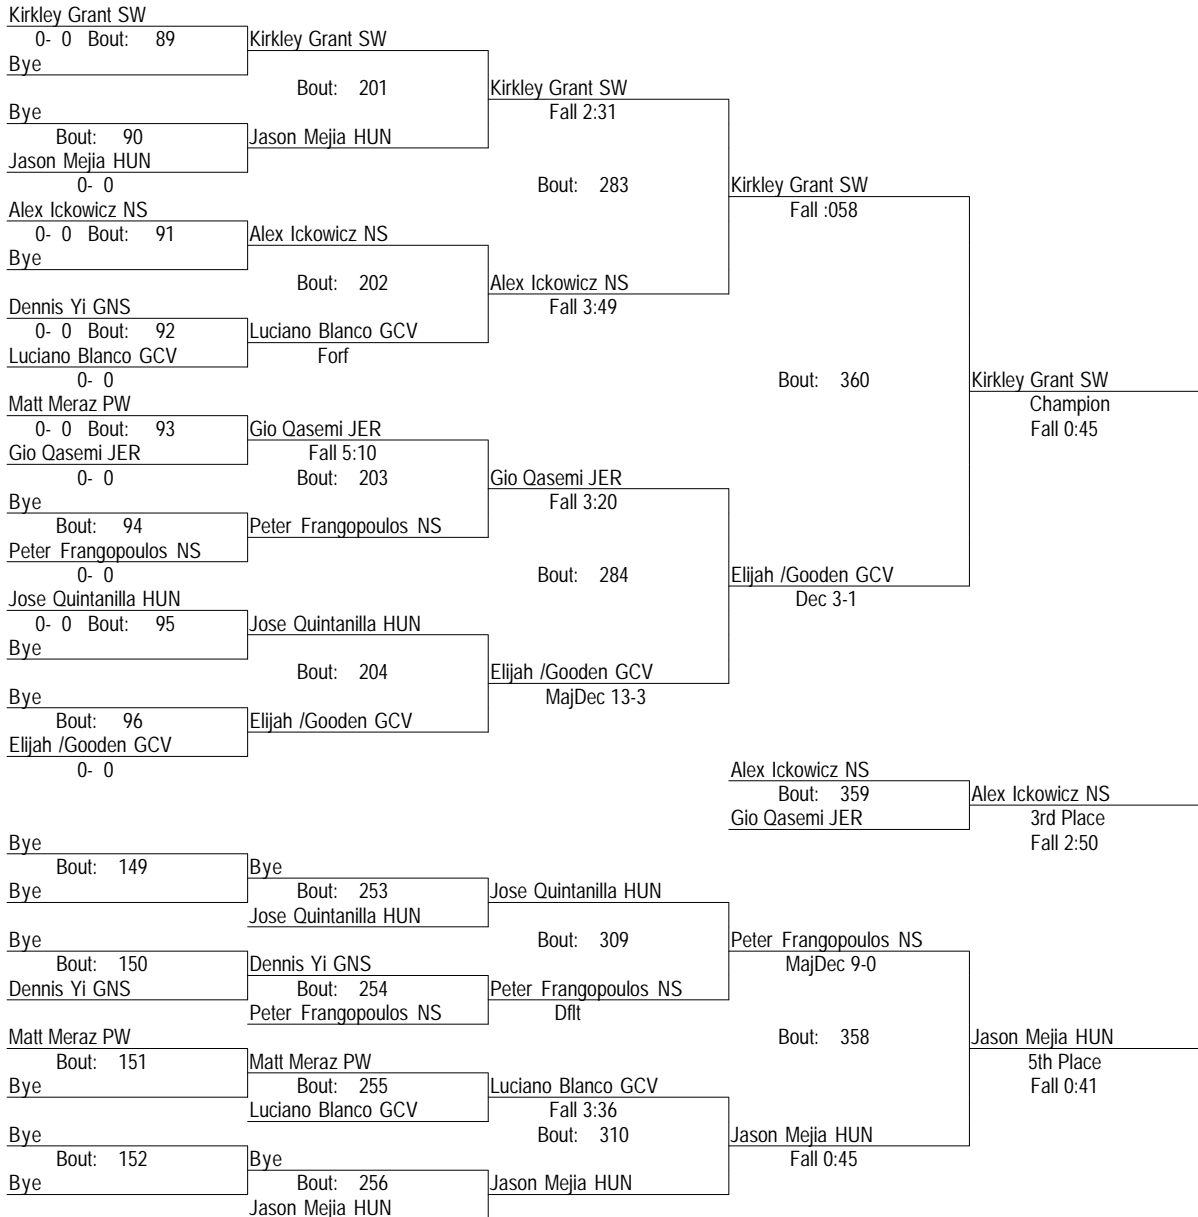 Kirkley Grant SW
0- 0 Bout: 89
Kirkley Grant SW
Bye
Bout: 201
Kirkley Grant SW
Bye
Fall 2:31
Bout: 90
Jason Mejia HUN
Jason Mejia HUN
0- 0
Bout: 283
Kirkley Grant SW
Alex Ickowicz NS
Fall :058
0- 0 Bout: 91
Alex Ickowicz NS
Bye
Bout: 202
Alex Ickowicz NS
Dennis Yi GNS
Fall 3:49
0- 0 Bout: 92
Luciano Blanco GCV
Luciano Blanco GCV
Forf
0- 0
Bout: 360
Kirkley Grant SW
Matt Meraz PW
Champion
0- 0 Bout: 93
Gio Qasemi JER
Fall 0:45
Gio Qasemi JER
Fall 5:10
0- 0
Bout: 203
Gio Qasemi JER
Bye
Fall 3:20
Bout: 94
Peter Frangopoulos NS
Peter Frangopoulos NS
0- 0
Bout: 284
Elijah /Gooden GCV
Jose Quintanilla HUN
Dec 3-1
0- 0 Bout: 95
Jose Quintanilla HUN
Bye
Bout: 204
Elijah /Gooden GCV
Bye
MajDec 13-3
Bout: 96
Elijah /Gooden GCV
Elijah /Gooden GCV
0- 0
Alex Ickowicz NS
Bout: 359
Alex Ickowicz NS
Gio Qasemi JER
3rd Place
Bye
Fall 2:50
Bout: 149
Bye
Bye
Bout: 253
Jose Quintanilla HUN
Jose Quintanilla HUN
Bye
Bout: 309
Peter Frangopoulos NS
Bout: 150
Dennis Yi GNS
MajDec 9-0
Dennis Yi GNS
Bout: 254
Peter Frangopoulos NS
Peter Frangopoulos NS
Dflt
Matt Meraz PW
Bout: 358
Jason Mejia HUN
Bout: 151
Matt Meraz PW
5th Place
Bye
Bout: 255
Luciano Blanco GCV
Fall 0:41
Luciano Blanco GCV
Fall 3:36
Bye
Bout: 310
Jason Mejia HUN
Bout: 152
Bye
Fall 0:45
Bye
Bout: 256
Jason Mejia HUN
Jason Mejia HUN